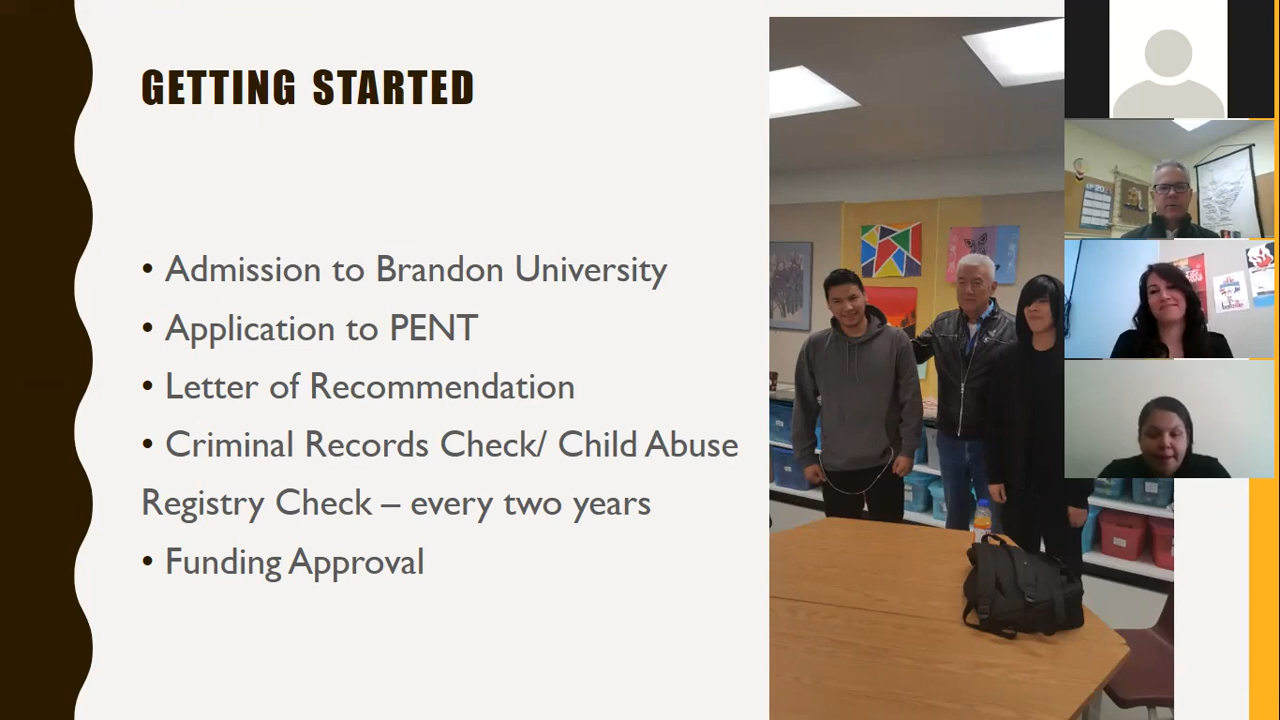 GETTING STARTED
• Admission to Brandon University
• Application to PENT
• Letter of Recommendation
• Criminal Records Check/ Child Abuse
Registry Check – every two years
• Funding Approval